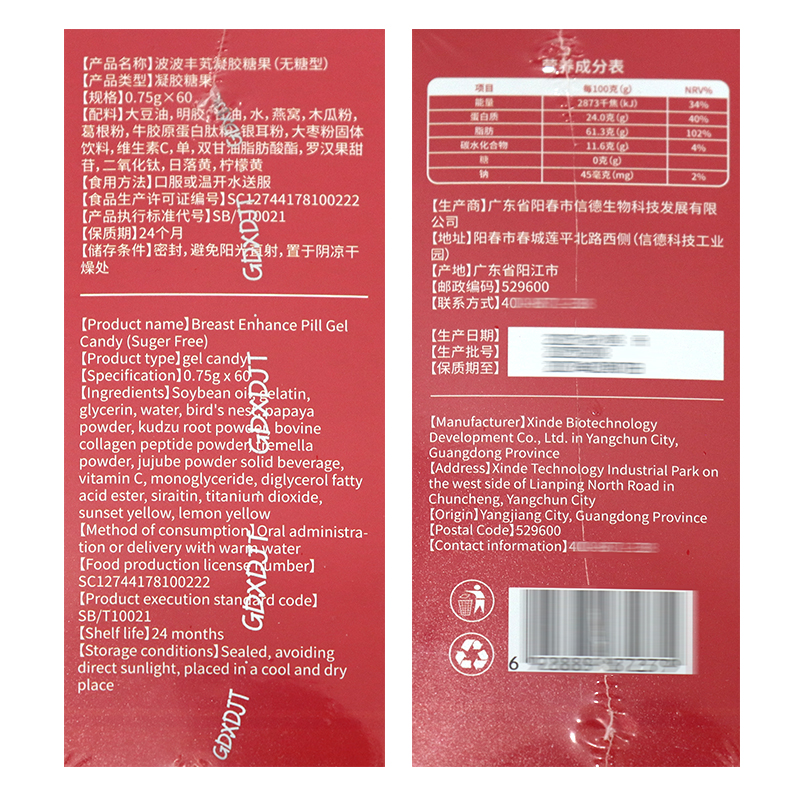 【产品名称】波波丰苋凝胶糖果(无糖型)
【产品类型】凝胶糖果
【规格】0.75g×60
【配料】大豆油,明胶,油,水,燕窝,木瓜粉,
葛根粉,牛胶原蛋白肽粉,银耳粉,大枣粉固体
饮料,维生素C,单,双甘油脂肪酸酯,罗汉果甜
苷,二氧化钛,日落黄,柠檬黄
【食用方法】口服或温开水送服
【食品生产许可证编号】SC12744178100222
【产品执行标准代号】SB/T10021
【保质期】24个月
【储存条件】密封,避免阳光直射,置于阴凉干
燥处
【Product name】Breast Enhance Pill Gel
Candy (Suger Free)
【Product type】gel candy
【Specification】0.75g x 60
【Ingredients】Soybean oil, gelatin,
glycerin, water, bird's nest, papaya
powder, kudzu root powder, bovine
collagen peptide powder, tremella
powder, jujube powder solid beverage,
vitamin C, monoglyceride, diglycerol fatty
acid ester, siraitin, titanium dioxide,
sunset yellow, lemon yellow
【Method of consumption】Oral administra-
tion or delivery with warm water
【Food production license number】
SC12744178100222
【Product execution standard code】
SB/T10021
【Shelf life】24 months
【Storage conditions】Sealed, avoiding
direct sunlight, placed in a cool and dry
place
GDXDJT
GDXDJT
GDXDJT
GDXDJT
营养成分表
项目 每100克(g) NRV%
能量 2873千焦(kJ) 34%
蛋白质 24.0克(g) 40%
脂肪 61.3克(g) 102%
碳水化合物 11.6克(g) 4%
糖 0克(g)
钠 45毫克(mg) 2%
【生产商】广东省阳春市信德生物科技发展有限
公司
【地址】阳春市春城莲平北路西侧(信德科技工业
园)
【产地】广东省阳江市
【邮政编码】529600
【联系方式】40
【生产日期】
【生产批号】
【保质期至】
【Manufacturer】Xinde Biotechnology
Development Co., Ltd. in Yangchun City,
Guangdong Province
【Address】Xinde Technology Industrial Park on
the west side of Lianping North Road in
Chuncheng, Yangchun City
【Origin】Yangjiang City, Guangdong Province
【Postal Code】529600
【Contact information】4
6